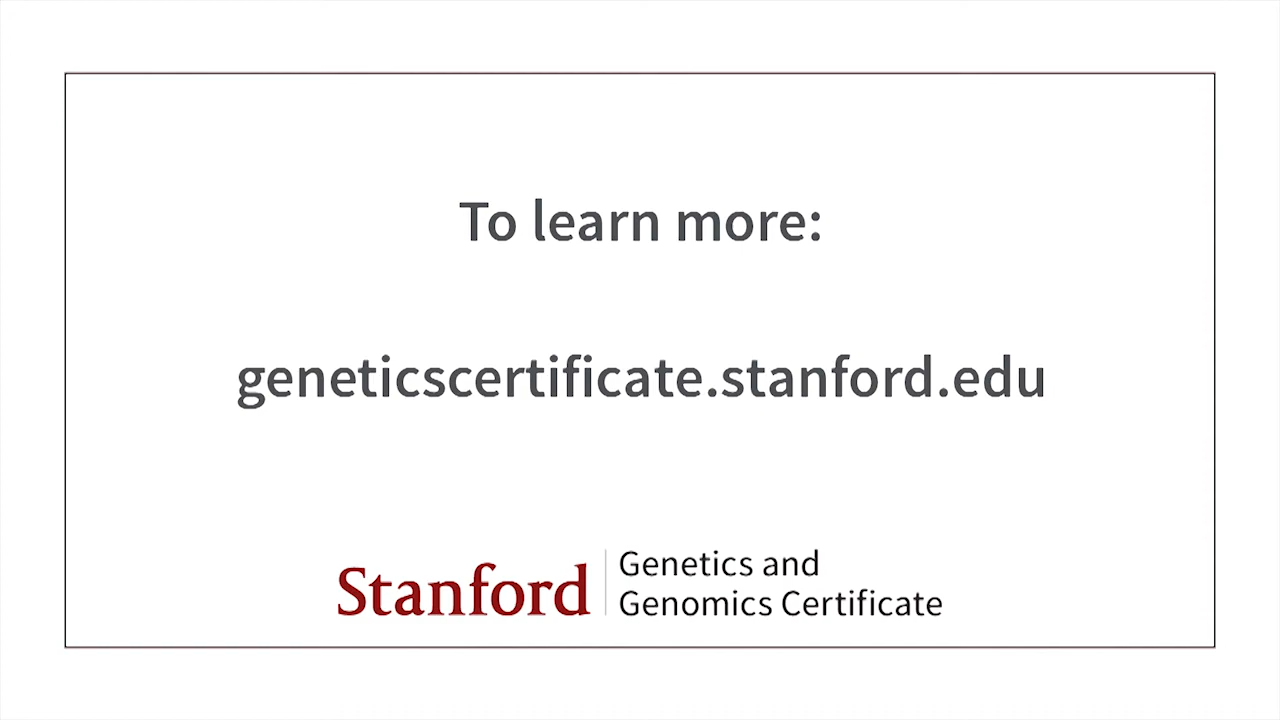 To learn more:
geneticscertificate.stanford.edu
Stanford
Genetics and
Genomics Certificate